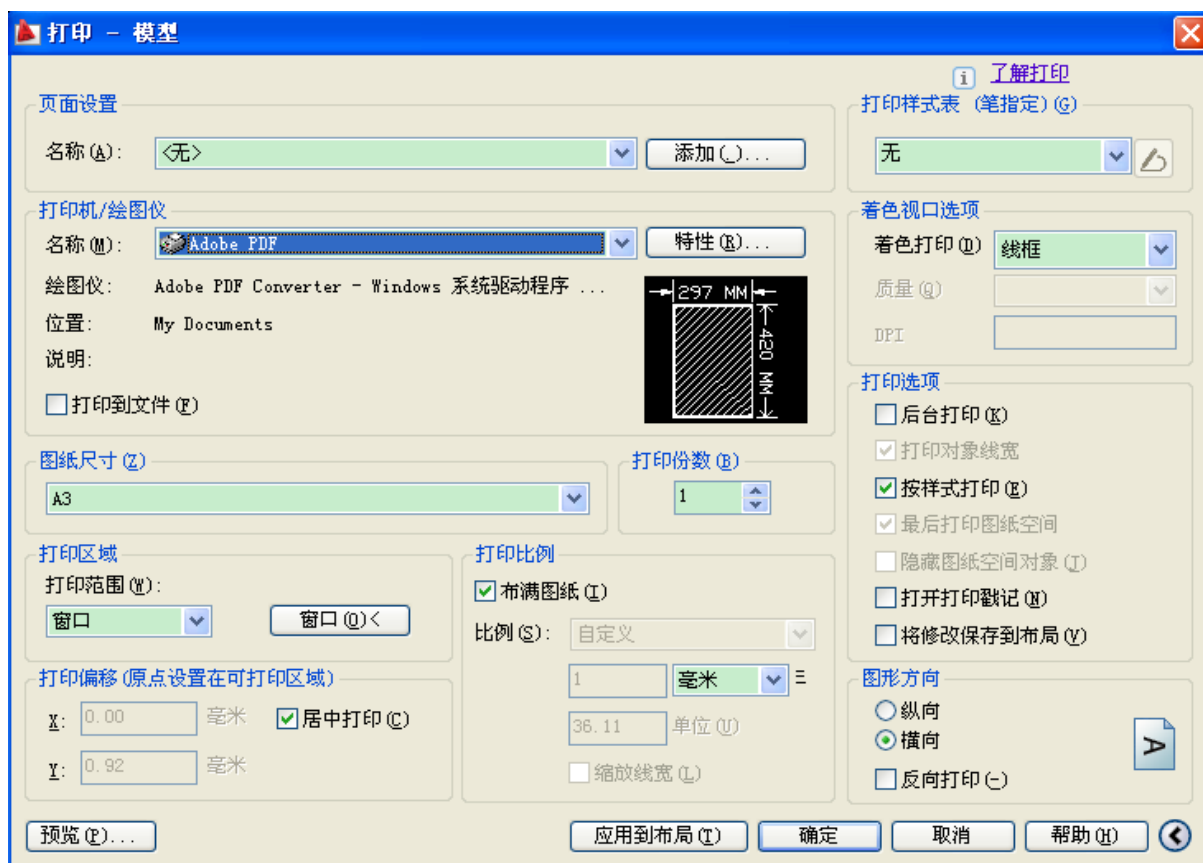 打印 - 模型
了解打印
页面设置
名称(A): <无> 添加(.)...
打印机/绘图仪
名称(M): Adobe PDF 特性(R)...
绘图仪: Adobe PDF Converter - Windows 系统驱动程序 ...
位置: My Documents
说明:
打印到文件(F)
297 MM
420 MM
图纸尺寸(Z)
A3
打印份数(B)
1
打印区域
打印范围(W):
窗口 窗口(O)<
打印比例
布满图纸(I)
比例(S): 自定义
1 毫米
36.11 单位(U)
缩放线宽(L)
打印偏移(原点设置在可打印区域)
X: 0.00 毫米 居中打印(C)
Y: 0.92 毫米
打印样式表 (笔指定)(G)
无
着色视口选项
着色打印(D) 线框
质量(Q)
DPI
打印选项
后台打印(K)
打印对象线宽
按样式打印(E)
最后打印图纸空间
隐藏图纸空间对象(J)
打开打印戳记(N)
将修改保存到布局(V)
图形方向
纵向
横向
反向打印(-)
A
预览(P)... 应用到布局(T) 确定 取消 帮助(H)